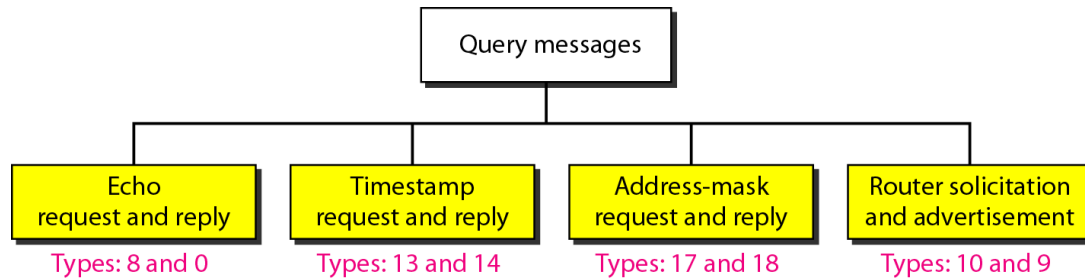 Query messages
Echo
request and reply
Types: 8 and 0
Timestamp
request and reply
Types: 13 and 14
Address-mask
request and reply
Types: 17 and 18
Router solicitation
and advertisement
Types: 10 and 9